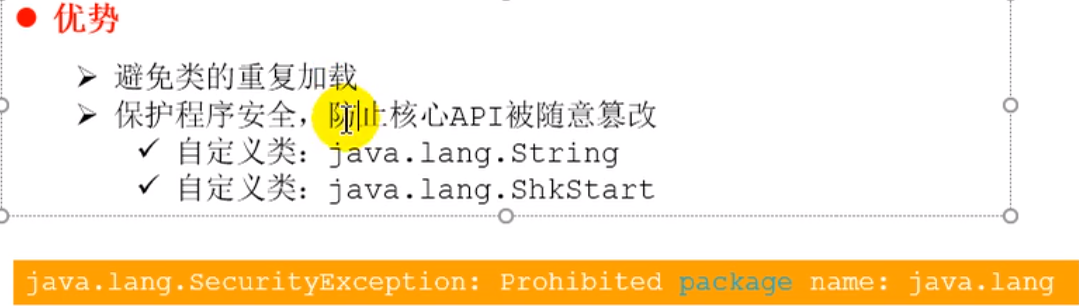 优势
避免类的重复加载
保护程序安全，防止核心API被随意篡改
自定义类：java.lang.String
自定义类：java.lang.ShkStart
java.lang.SecurityException: Prohibited package name: java.lang